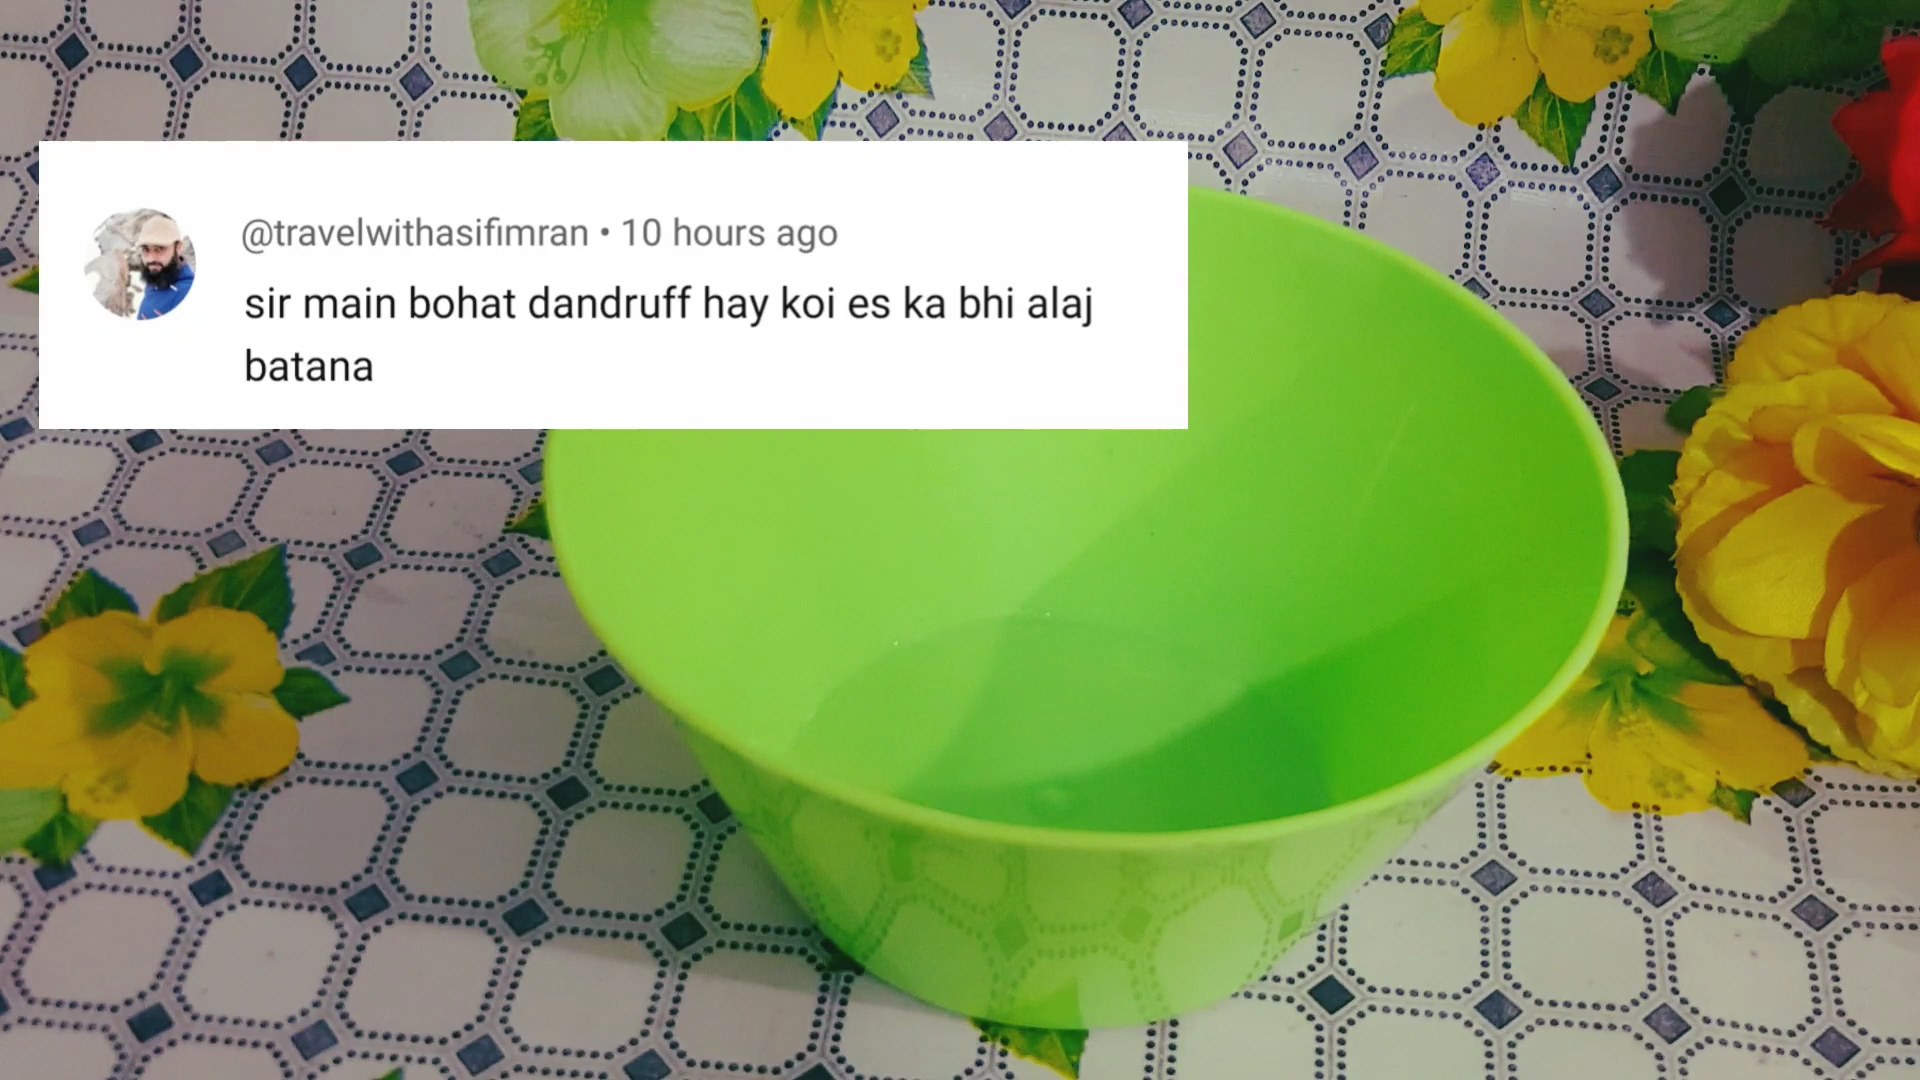 @travelwithasifimran • 10 hours ago
sir main bohat dandruff hay koi es ka bhi alaj
batana